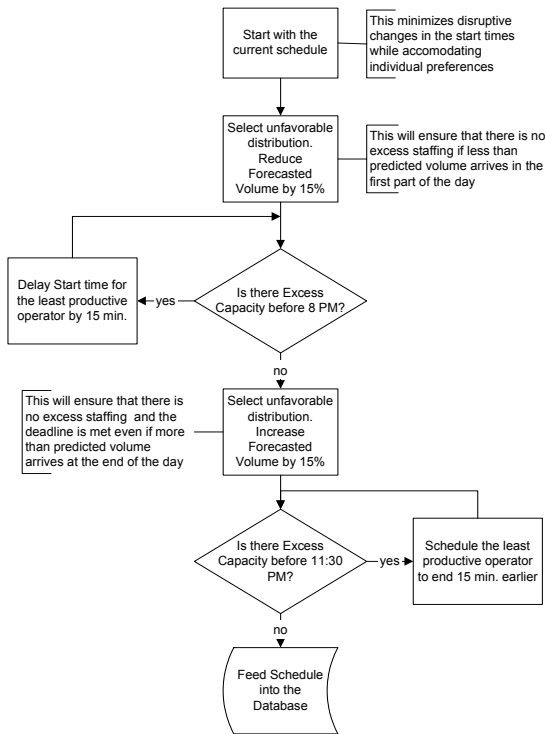 Start with the
current schedule
This minimizes disruptive
changes in the start times
while accomodating
individual preferences
Select unfavorable
distribution.
Reduce
Forecasted
Volume by 15%
This will ensure that there is no
excess staffing if less than
predicted volume arrives in the
first part of the day
Delay Start time for
the least productive
operator by 15 min.
yes
Is there Excess
Capacity before 8 PM?
no
This will ensure that there is
no excess staffing and the
deadline is met even if more
than predicted volume
arrives at the end of the day
Select unfavorable
distribution.
Increase
Forecasted
Volume by 15%
Is there Excess
Capacity before 11:30
PM?
yes
Schedule the least
productive operator
to end 15 min. earlier
no
Feed Schedule
into the
Database